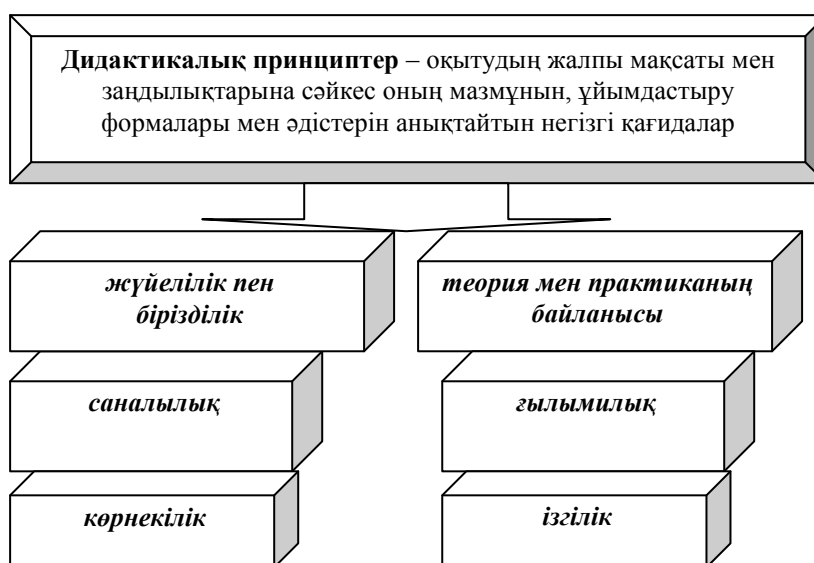 Дидактикалық принциптер – оқытудың жалпы мақсаты мен
заңдылықтарына сәйкес оның мазмұнын, ұйымдастыру
формалары мен әдістерін анықтайтын негізгі қағидалар
жүйелілік пен
бірізділік
теория мен практиканың
байланысы
саналылық
ғылымилық
көрнекілік
ізгілік